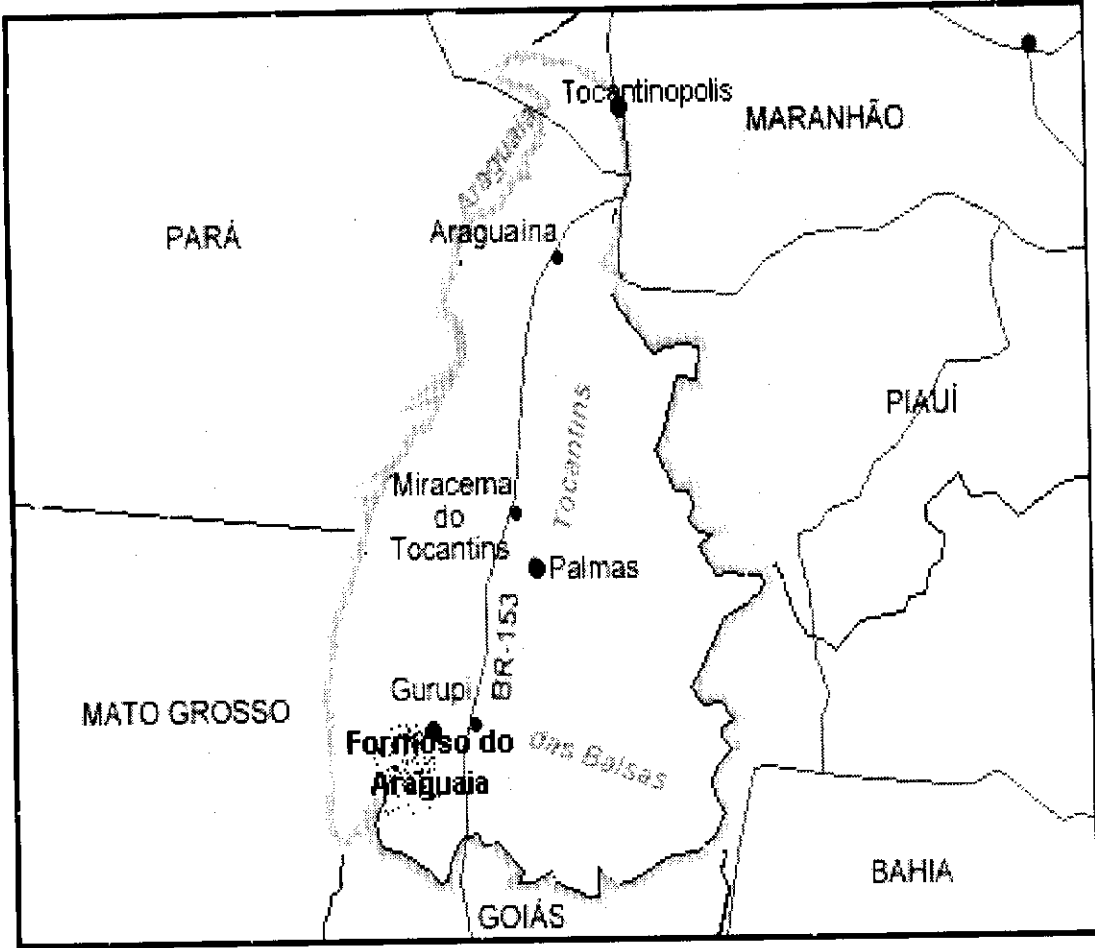 Tocantinopolis
MARANHÃO
Araguaia
PARÁ
Araguaina
PIAUÍ
Tocantins
Miracema
do
Tocantins
Palmas
BR-153
Gurupi
MATO GROSSO
Formoso do
Araguaia
das Balsas
BAHIA
GOIÁS